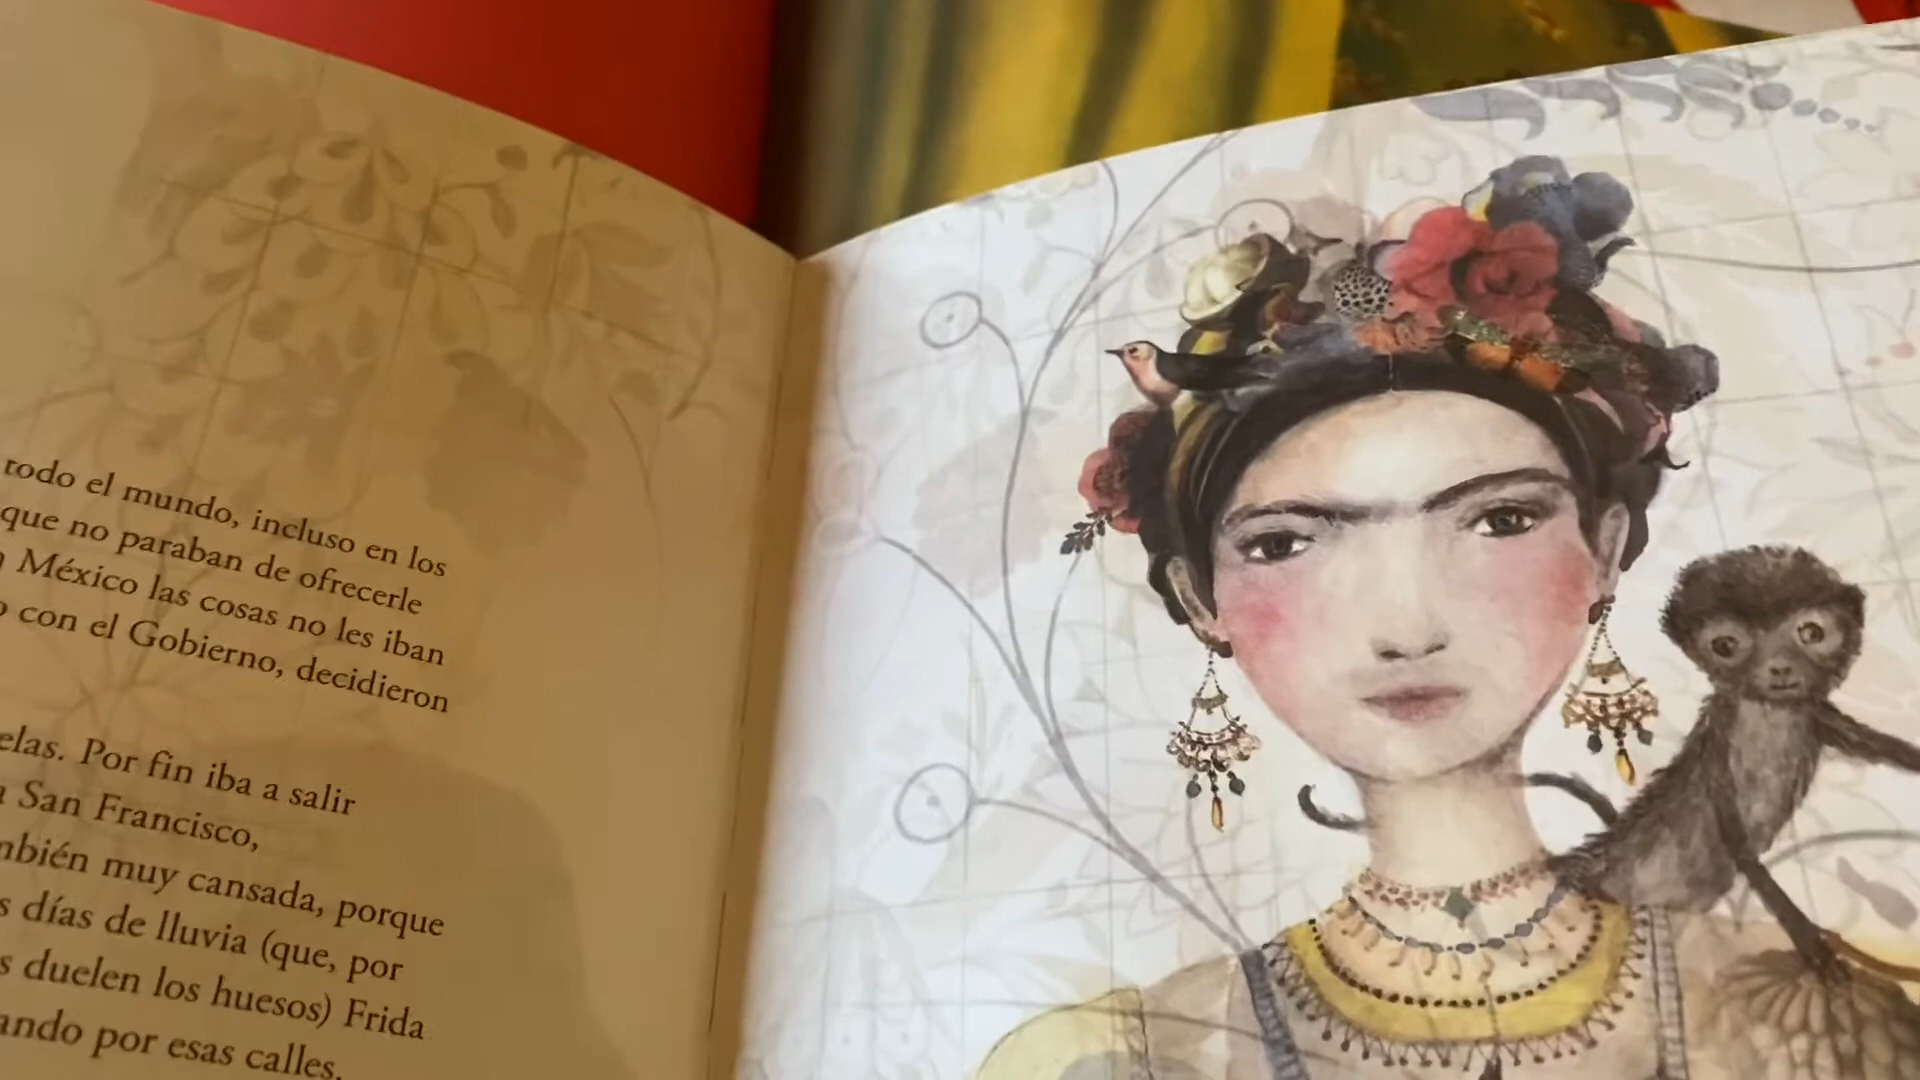 todo el mundo, incluso en los
que no paraban de ofrecerle
México las cosas no les iban
con el Gobierno, decidieron
elas. Por fin iba a salir
San Francisco,
mbién muy cansada, porque
s días de lluvia (que, por
s duelen los huesos) Frida
ando por esas calles.